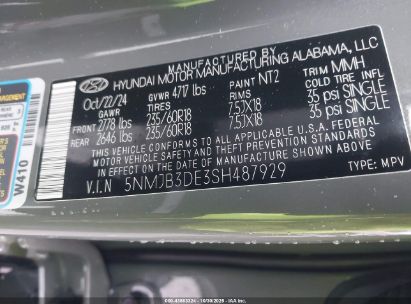 HYUNDAI MOTOR MANUFACTURING ALABAMA, LLC
Oct/22/24 GVWR 4717 lbs PAINT NT2 TRIM MMH
GAWR TIRES RIMS COLD TIRE INFL
FRONT 2778 lbs 235/60R18 7.5JX18 35 psi SINGLE
REAR 2646 lbs 235/60R18 7.5JX18 35 psi SINGLE
THIS VEHICLE CONFORMS TO ALL APPLICABLE U.S. FEDERAL
MOTOR VEHICLE SAFETY AND THEFT PREVENTION STANDARDS
IN EFFECT ON THE DATE OF MANUFACTURE SHOWN ABOVE.
V.I.N 5NMJB3DE3SH487929 TYPE: MPV
W410